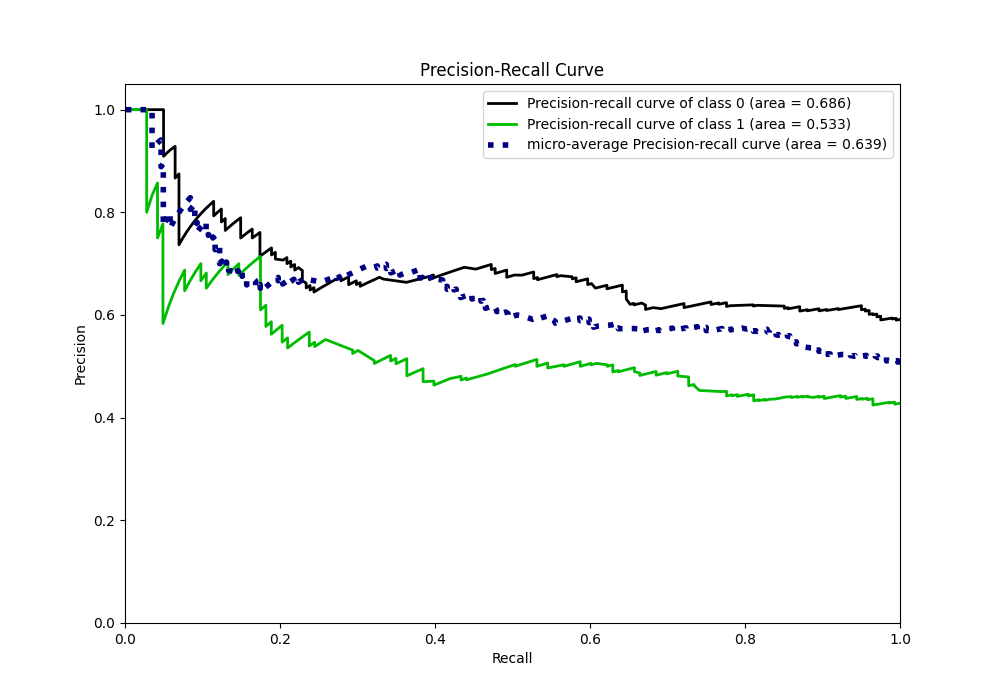 Precision-Recall Curve
Precision-recall curve of class 0 (area = 0.686)
Precision-recall curve of class 1 (area = 0.533)
micro-average Precision-recall curve (area = 0.639)
1.0
0.8
0.6
0.4
0.2
0.0
Precision
0.0 0.2 0.4 0.6 0.8 1.0
Recall